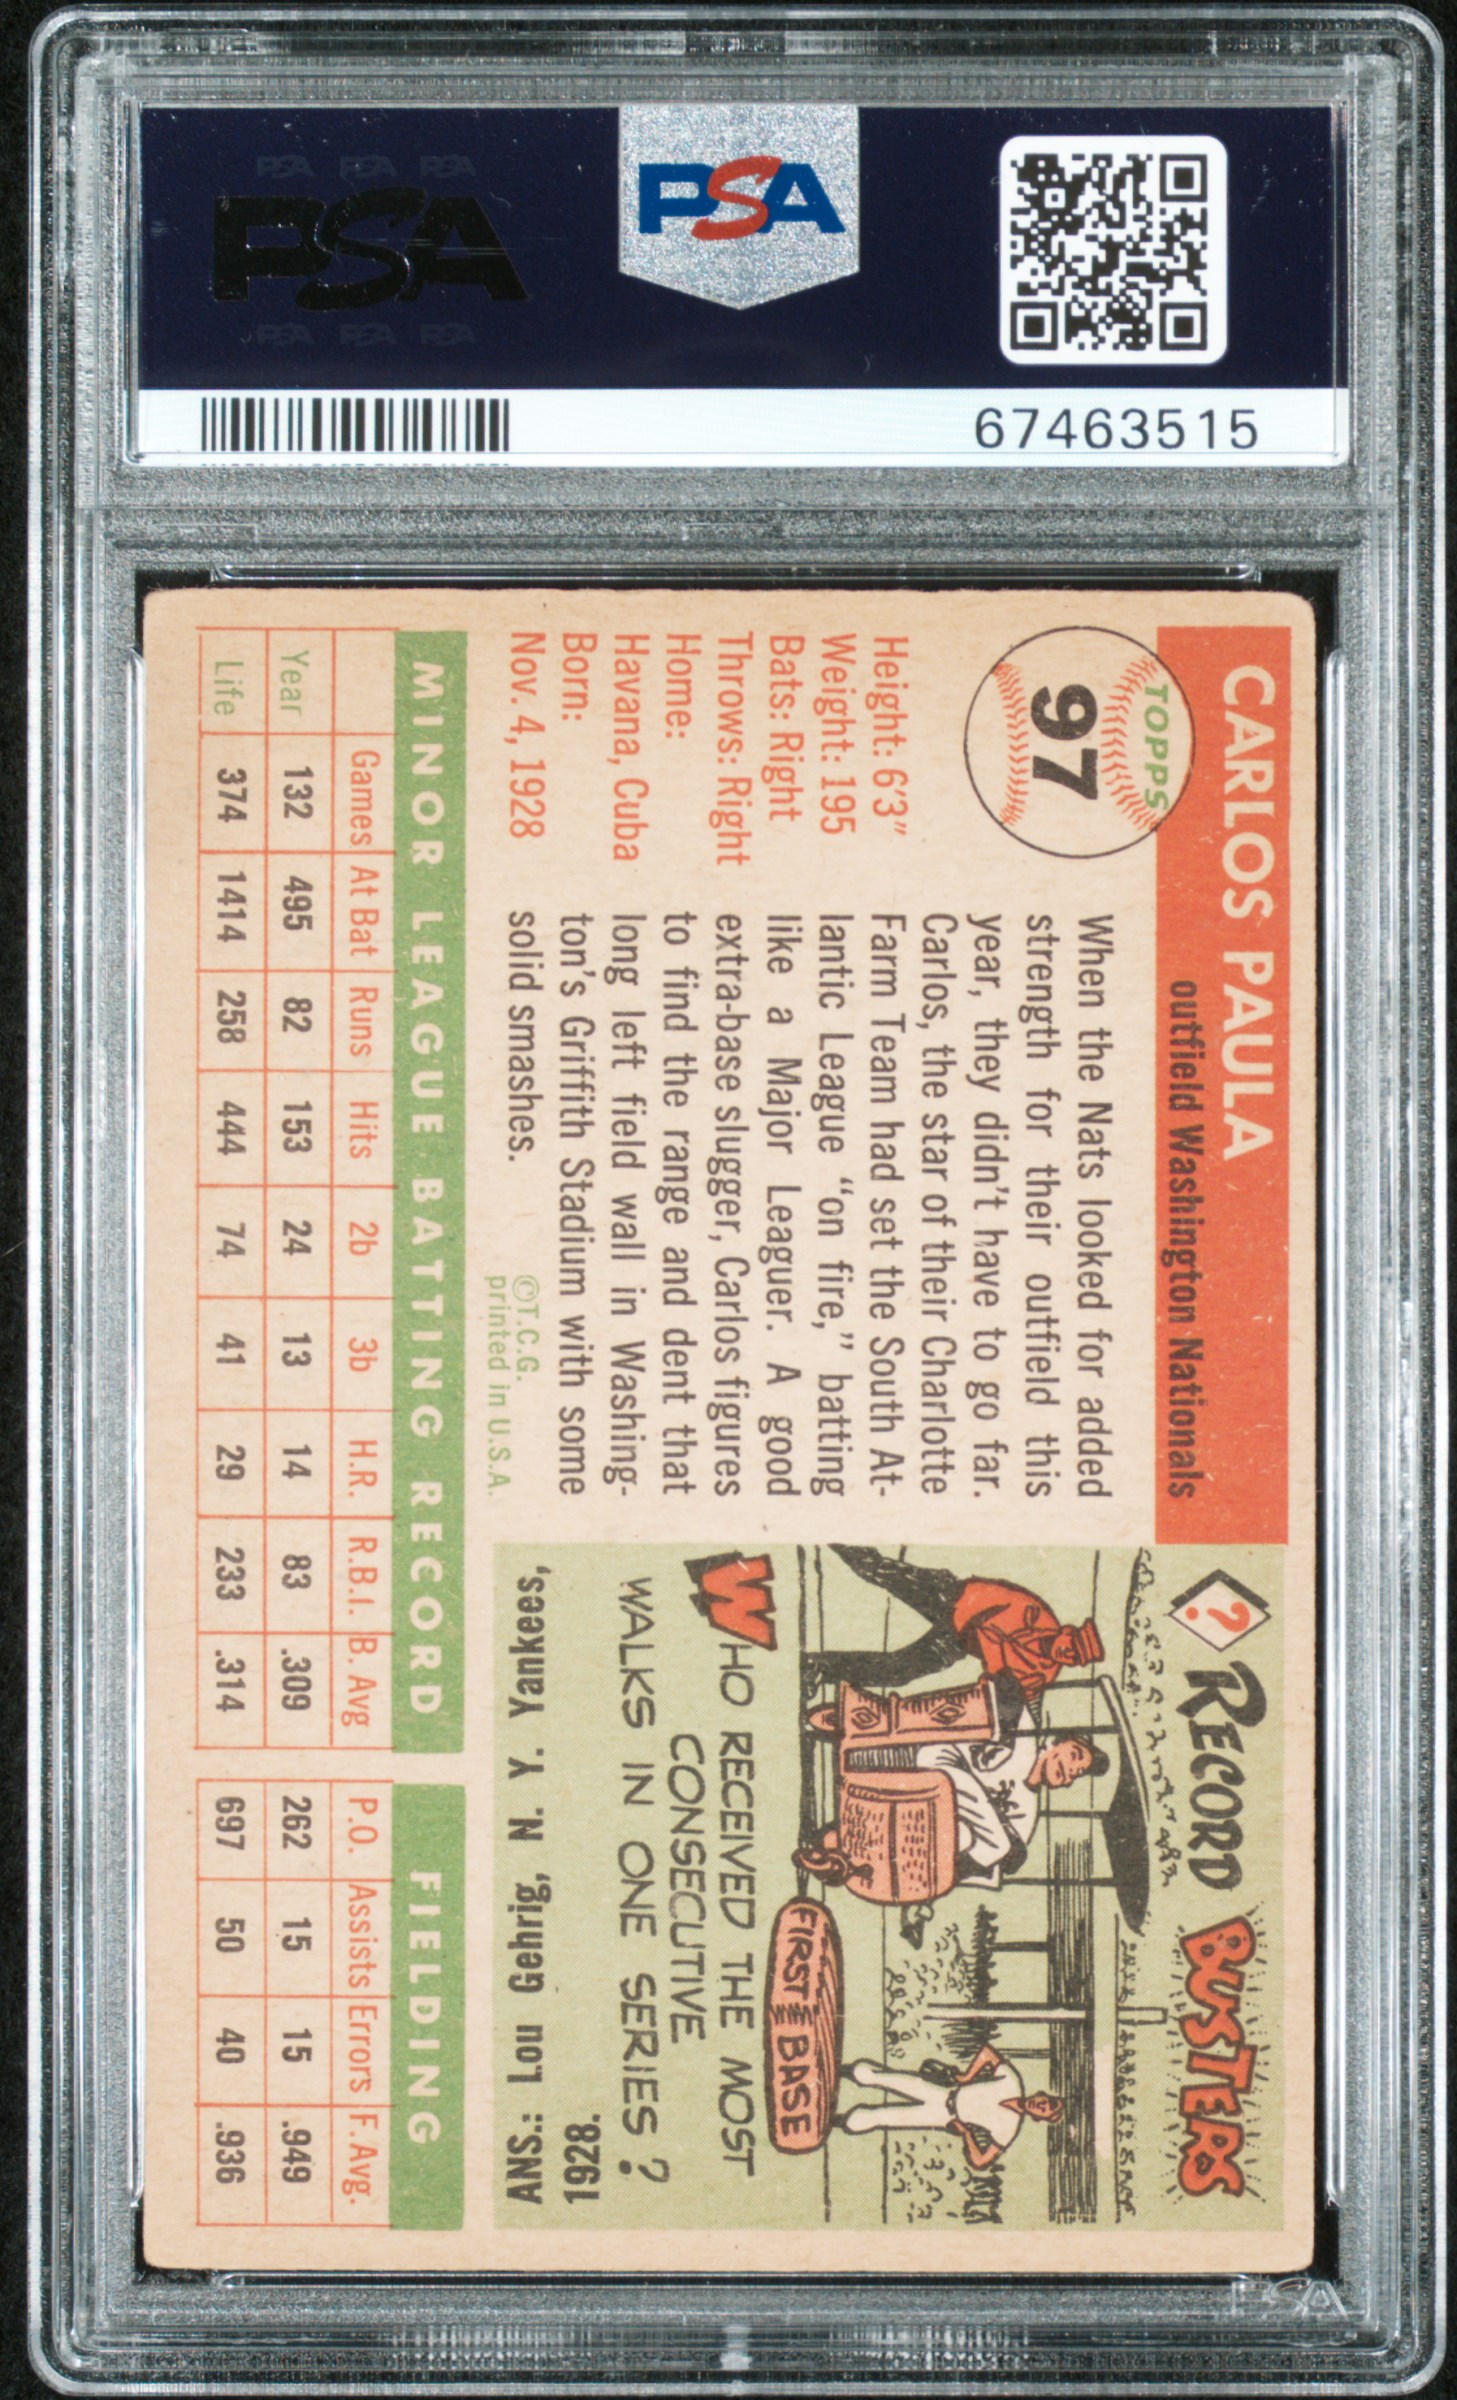 PSA PSA PSA
PSA
PSA PSA PSA
PSA
67463515
CARLOS PAULA
outfield Washington Nationals
TOPPS
97
Height: 6'3"
Weight: 195
Bats: Right
Throws: Right
Home:
Havana, Cuba
Born:
Nov. 4, 1928
When the Nats looked for added
strength for their outfield this
year, they didn't have to go far.
Carlos, the star of their Charlotte
Farm Team had set the South At-
lantic League "on fire," batting
like a Major Leaguer. A good
extra-base slugger, Carlos figures
to find the range and dent that
long left field wall in Washing-
ton's Griffith Stadium with some
solid smashes.
©T.C.G.
printed in U.S.A.
? RECORD BUSTERS
FIRST BASE
WHO RECEIVED THE MOST
CONSECUTIVE
WALKS IN ONE SERIES?
ANS.: Lou Gehrig, N. Y. Yankees,
1928.
MINOR LEAGUE BATTING RECORD FIELDING
Games At Bat Runs Hits 2b 3b H.R. R.B.I. B. Avg P.O. Assists Errors F. Avg.
Year 132 495 82 153 24 13 14 83 .309 262 15 15 .949
Life 374 1414 258 444 74 41 29 233 .314 697 50 40 .936
PSA